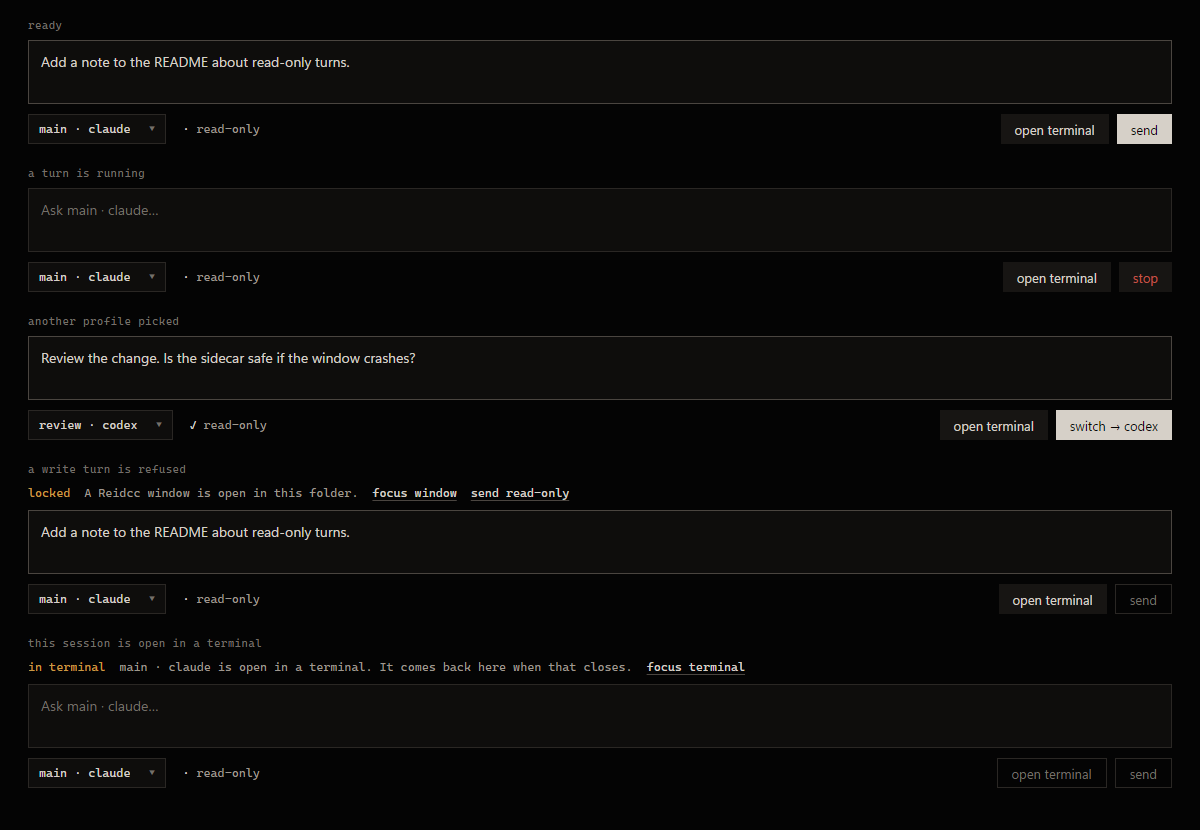 ready
Add a note to the README about read-only turns.
main · claude ▾ · read-only open terminal send
a turn is running
Ask main · claude...
main · claude ▾ · read-only open terminal stop
another profile picked
Review the change. Is the sidecar safe if the window crashes?
review · codex ▾ ✓ read-only open terminal switch → codex
a write turn is refused
locked A Reidcc window is open in this folder. focus window send read-only
Add a note to the README about read-only turns.
main · claude ▾ · read-only open terminal send
this session is open in a terminal
in terminal main · claude is open in a terminal. It comes back here when that closes. focus terminal
Ask main · claude...
main · claude ▾ · read-only open terminal send